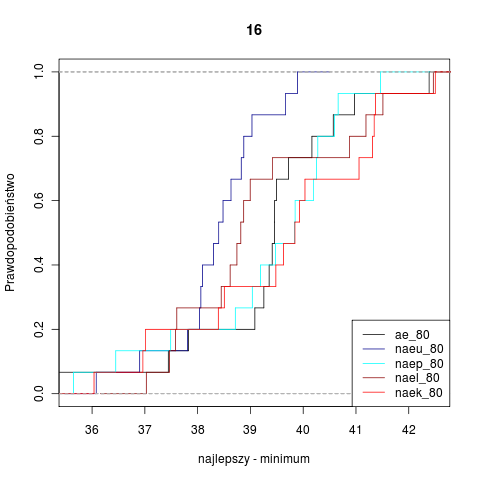 16
Prawdopodobieństwo
1.0
0.8
0.6
0.4
0.2
0.0
36 37 38 39 40 41 42
najlepszy - minimum
ae_80
naeu_80
naep_80
nael_80
naek_80